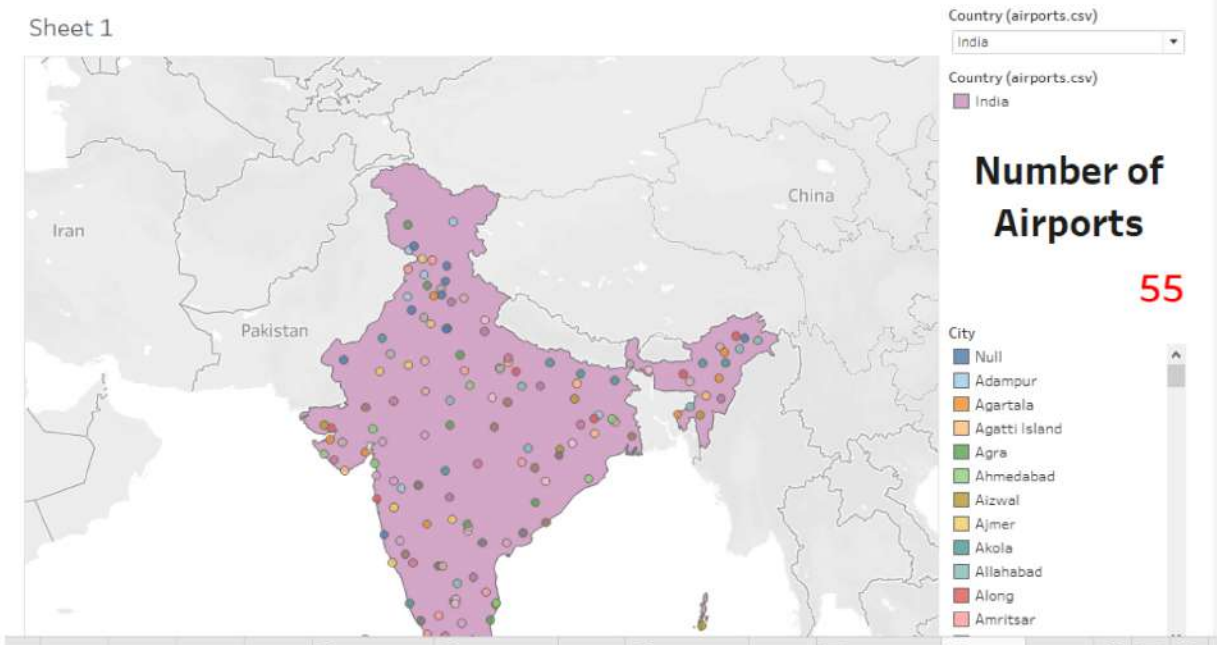 Sheet 1
Country (airports.csv)
India
Country (airports.csv)
India
Number of
Airports
55
City
Null
Adampur
Agartala
Agatti Island
Agra
Ahmedabad
Aizwal
Ajmer
Akola
Allahabad
Along
Amritsar
Iran
Pakistan
China